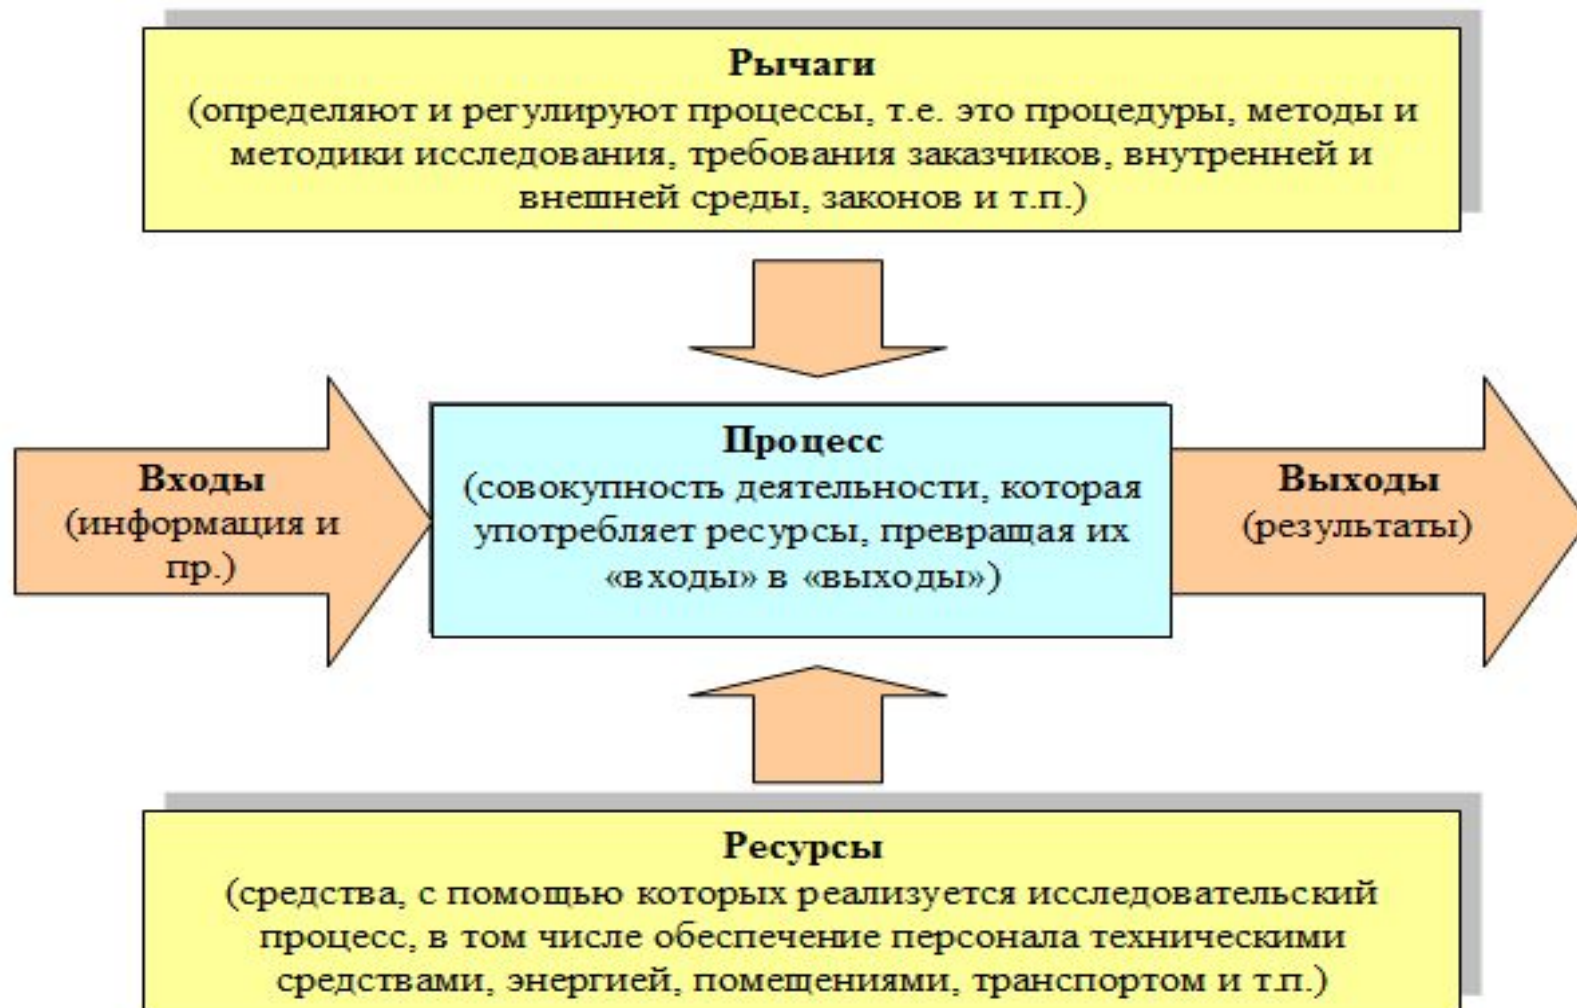 Рычаги
(определяют и регулируют процессы, т.е. это процедуры, методы и
методики исследования, требования заказчиков, внутренней и
внешней среды, законов и т.п.)
Входы
(информация и
пр.)
Процесс
(совокупность деятельности, которая
употребляет ресурсы, превращая их
«входы» в «выходы»)
Выходы
(результаты)
Ресурсы
(средства, с помощью которых реализуется исследовательский
процесс, в том числе обеспечение персонала техническими
средствами, энергией, помещениями, транспортом и т.п.)